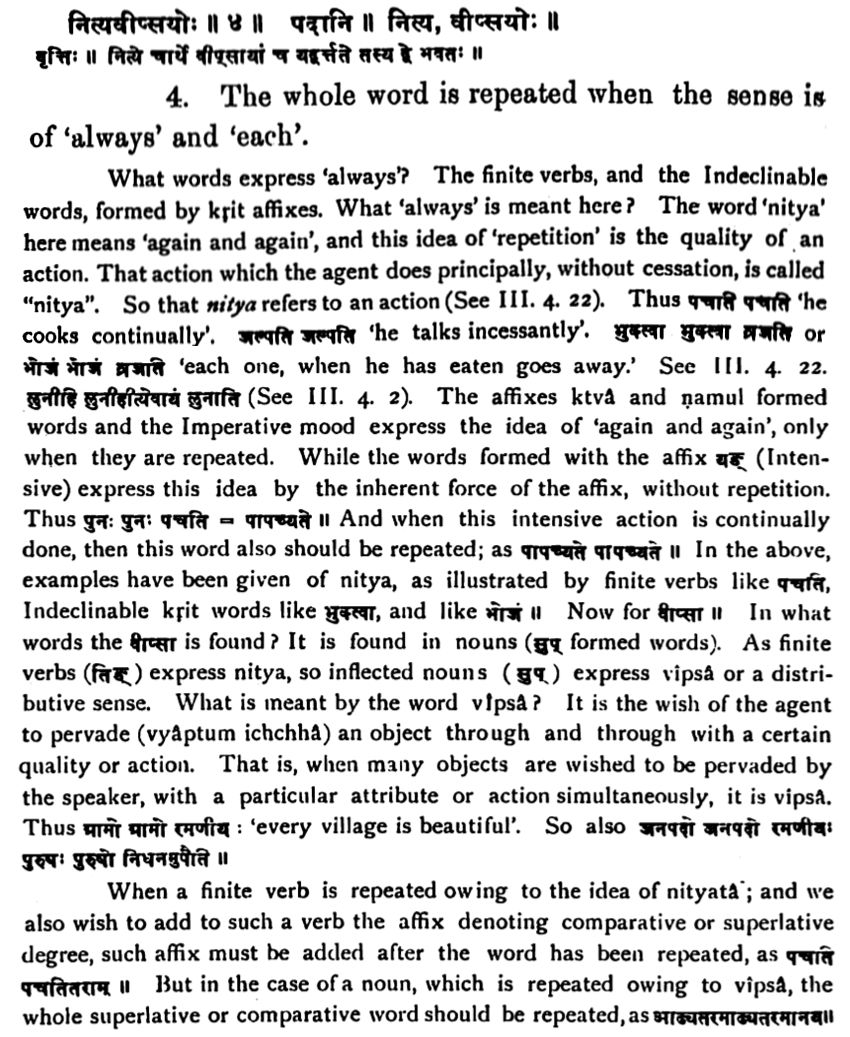 नित्यवीप्सयोः ॥ ४ ॥ पदानि ॥ नित्य, वीप्सयोः ॥
वृत्तिः ॥ नित्ये चार्थे वीप्सायां च यद्वर्त्तते तस्य द्वे भवतः ॥
4. The whole word is repeated when the sense is
of ‘always’ and ‘each’.
What words express ‘always’? The finite verbs, and the Indeclinable
words, formed by kṛit affixes. What ‘always’ is meant here? The word ‘nitya’
here means ‘again and again’, and this idea of ‘repetition’ is the quality of an
action. That action which the agent does principally, without cessation, is called
“nitya”. So that nitya refers to an action (See III. 4. 22). Thus पचति पचति ‘he
cooks continually’. जल्पति जल्पति ‘he talks incessantly’. भुक्त्वा भुक्त्वा व्रजति or
भोजं भोजं व्रजति ‘each one, when he has eaten goes away.’ See III. 4. 22.
लुनीहि लुनीहीत्येवायं लुनाति (See III. 4. 2). The affixes ktvâ and ṇamul formed
words and the Imperative mood express the idea of ‘again and again’, only
when they are repeated. While the words formed with the affix यङ् (Inten-
sive) express this idea by the inherent force of the affix, without repetition.
Thus पुनः पुनः पचति = पापच्यते ॥ And when this intensive action is continually
done, then this word also should be repeated; as पापच्यते पापच्यते ॥ In the above,
examples have been given of nitya, as illustrated by finite verbs like पचति,
Indeclinable kṛit words like भुक्त्वा, and like भोजं ॥ Now for वीप्सा ॥ In what
words the वीप्सा is found? It is found in nouns (सुप् formed words). As finite
verbs (तिङ्) express nitya, so inflected nouns (सुप्) express vîpsâ or a distri-
butive sense. What is meant by the word vîpsâ? It is the wish of the agent
to pervade (vyâptum ichchhâ) an object through and through with a certain
quality or action. That is, when many objects are wished to be pervaded by
the speaker, with a particular attribute or action simultaneously, it is vîpsâ.
Thus ग्रामो ग्रामो रमणीय: ‘every village is beautiful’. So also जनपदो जनपदो रमणीयः
पुरुषः पुरुषो निधनमुपैति ॥
When a finite verb is repeated owing to the idea of nityatâ; and we
also wish to add to such a verb the affix denoting comparative or superlative
degree, such affix must be added after the word has been repeated, as पचति
पचतितराम् ॥ But in the case of a noun, which is repeated owing to vîpsâ, the
whole superlative or comparative word should be repeated, as आढ्यतरमाढ्यतरमानय॥